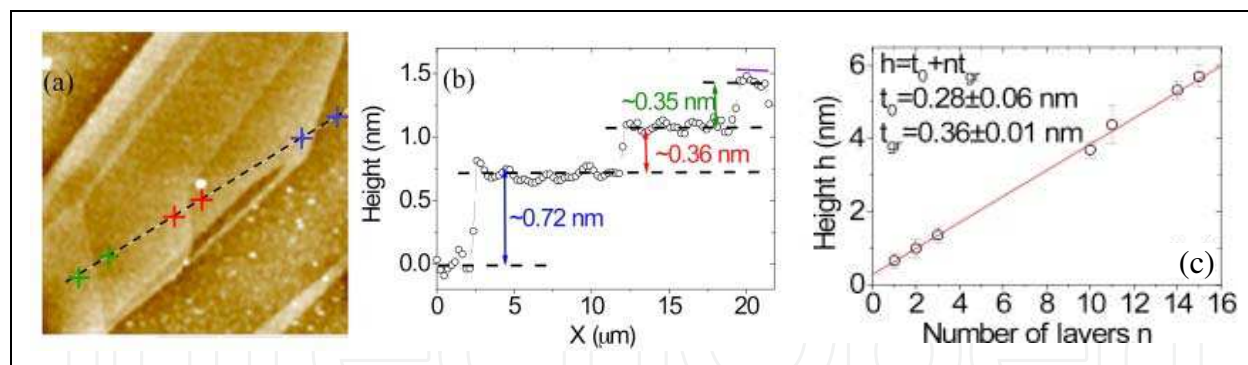 (a)
(b)
1.5
1.0
0.5
0.0
Height (nm)
0 5 10 15 20
X (μm)
~0.35 nm
~0.36 nm
~0.72 nm
6
4
2
0
Height h (nm)
h=t0+ntgr
t0=0.28±0.06 nm
tgr=0.36±0.01 nm
(c)
0 2 4 6 8 10 12 14 16
Number of layers n